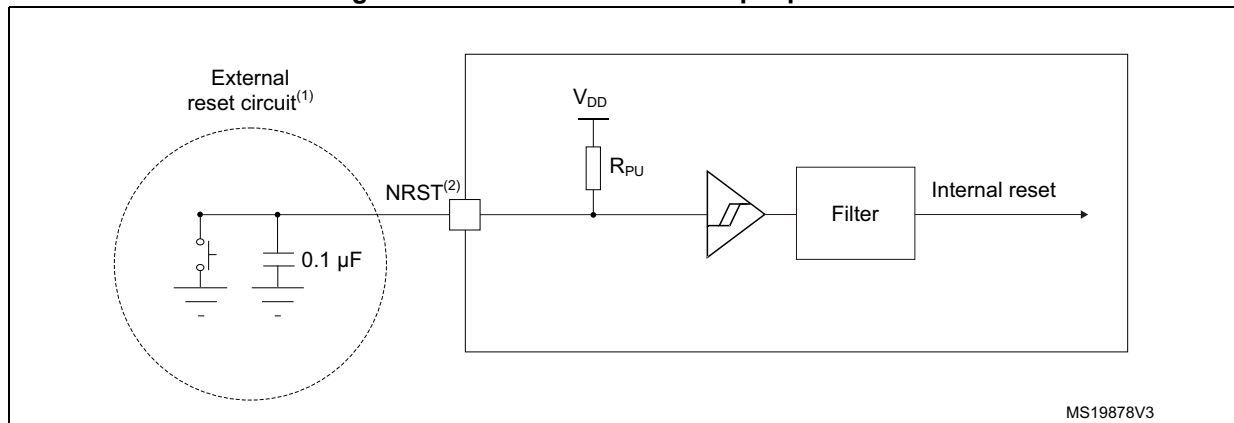 External
reset circuit(1)
VDD
RPU
NRST(2)
Filter
Internal reset
0.1 µF
MS19878V3